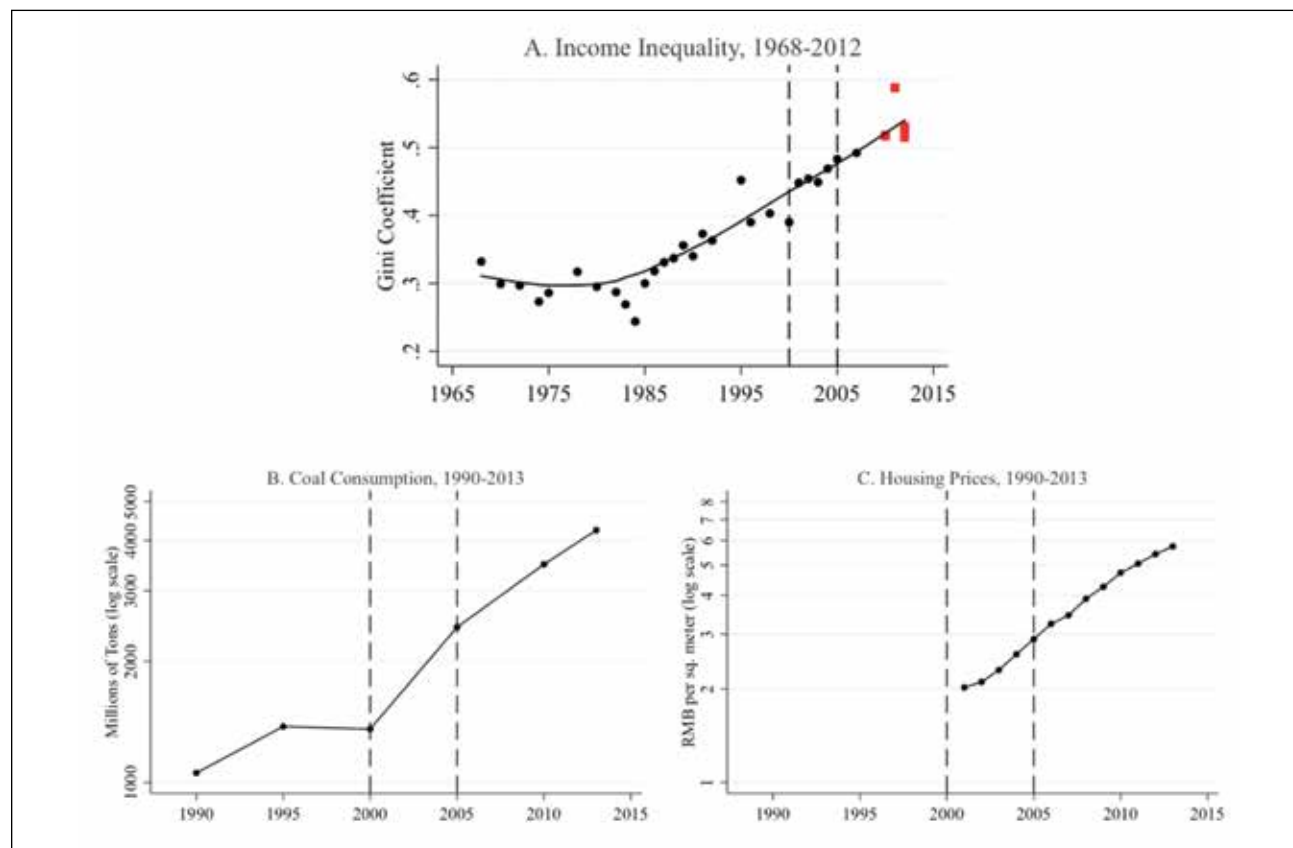 A. Income Inequality, 1968-2012
Gini Coefficient
.6
.5
.4
.3
.2
1965 1975 1985 1995 2005 2015
B. Coal Consumption, 1990-2013
Millions of Tons (log scale)
5000
4000
3000
2000
1000
1990 1995 2000 2005 2010 2015
C. Housing Prices, 1990-2013
RMB per sq. meter (log scale)
8
7
6
5
4
3
2
1
1990 1995 2000 2005 2010 2015